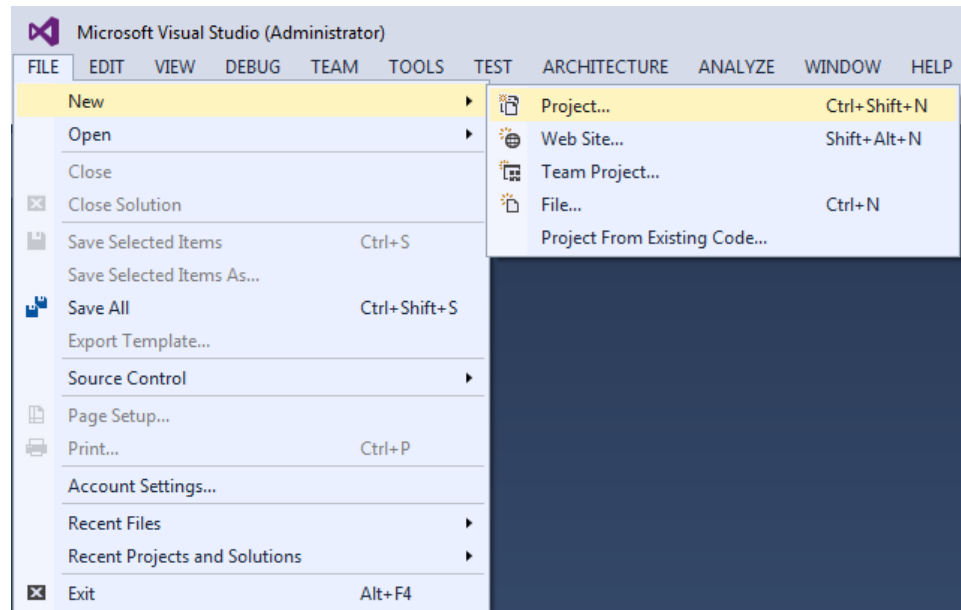 Microsoft Visual Studio (Administrator)
FILE EDIT VIEW DEBUG TEAM TOOLS TEST ARCHITECTURE ANALYZE WINDOW HELP
New
Open
Close
Close Solution
Save Selected Items Ctrl+S
Save Selected Items As...
Save All Ctrl+Shift+S
Export Template...
Source Control
Page Setup...
Print... Ctrl+P
Account Settings...
Recent Files
Recent Projects and Solutions
Exit Alt+F4
Project... Ctrl+Shift+N
Web Site... Shift+Alt+N
Team Project...
File... Ctrl+N
Project From Existing Code...